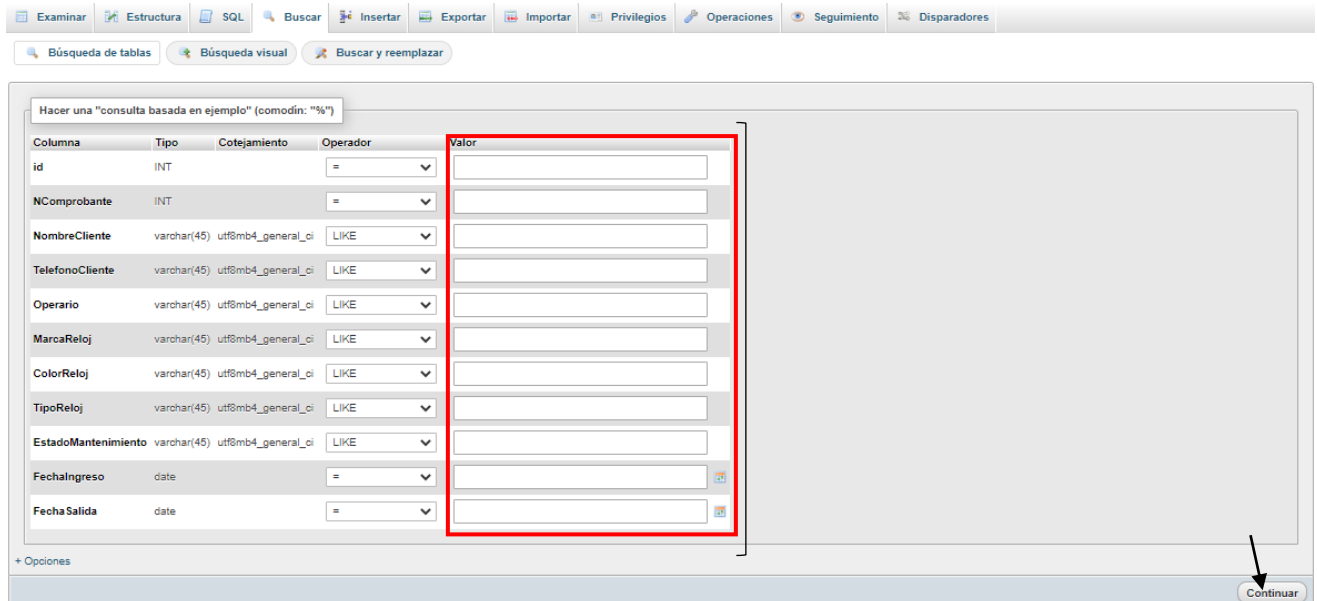 Examinar Estructura SQL Buscar Insertar Exportar Importar Privilegios Operaciones Seguimiento Disparadores
Búsqueda de tablas Búsqueda visual Buscar y reemplazar
Hacer una "consulta basada en ejemplo" (comodín: "%")
Columna Tipo Cotejamiento Operador Valor
id INT =
NComprobante INT =
NombreCliente varchar(45) utf8mb4_general_ci LIKE
TelefonoCliente varchar(45) utf8mb4_general_ci LIKE
Operario varchar(45) utf8mb4_general_ci LIKE
MarcaReloj varchar(45) utf8mb4_general_ci LIKE
ColorReloj varchar(45) utf8mb4_general_ci LIKE
TipoReloj varchar(45) utf8mb4_general_ci LIKE
EstadoMantenimiento varchar(45) utf8mb4_general_ci LIKE
FechaIngreso date =
FechaSalida date =
+ Opciones
Continuar